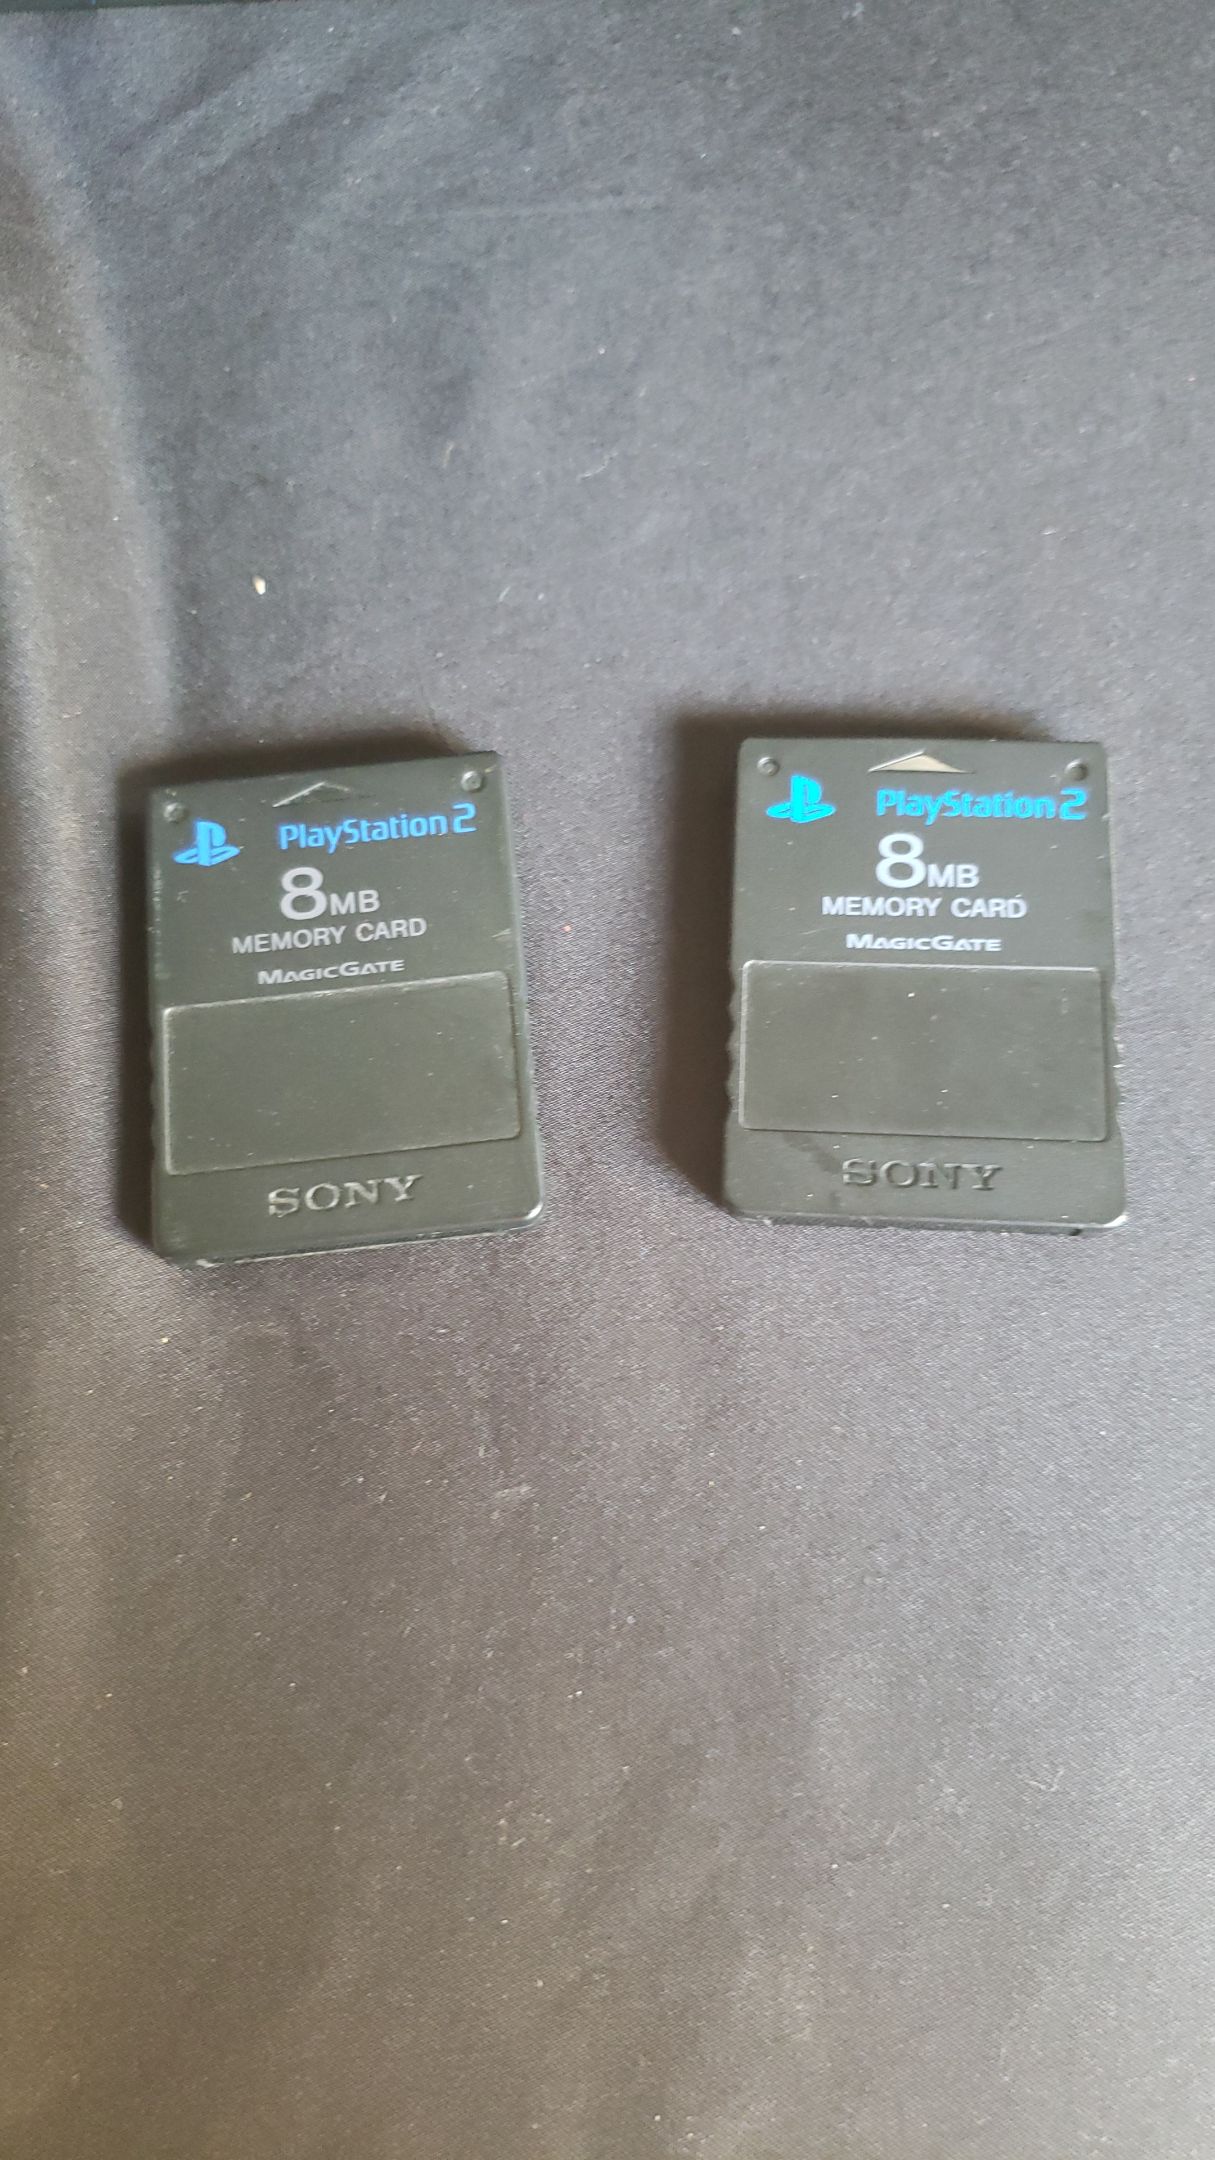 PlayStation 2
8MB
MEMORY CARD
MAGICGATE
SONY
PlayStation 2
8MB
MEMORY CARD
MAGICGATE
SONY